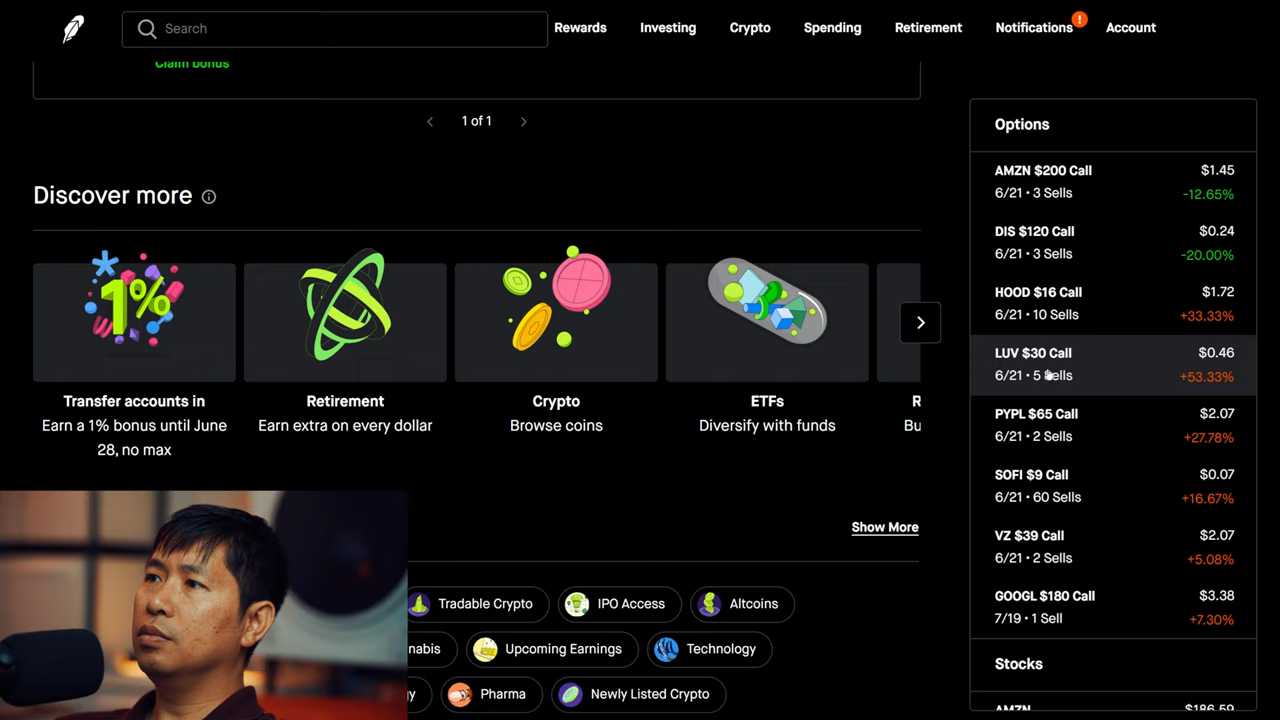 Search
Rewards
Investing
Crypto
Spending
Retirement
Notifications
!
Account
Claim bonus
1 of 1
Discover more
1%
Transfer accounts in
Earn a 1% bonus until June
28, no max
Retirement
Earn extra on every dollar
Crypto
Browse coins
ETFs
Diversify with funds
R
Bu
Show More
Tradable Crypto
IPO Access
Altcoins
nabis
Upcoming Earnings
Technology
gy
Pharma
Newly Listed Crypto
Options
AMZN $200 Call $1.45
6/21 • 3 Sells -12.65%
DIS $120 Call $0.24
6/21 • 3 Sells -20.00%
HOOD $16 Call $1.72
6/21 • 10 Sells +33.33%
LUV $30 Call $0.46
6/21 • 5 Sells +53.33%
PYPL $65 Call $2.07
6/21 • 2 Sells +27.78%
SOFI $9 Call $0.07
6/21 • 60 Sells +16.67%
VZ $39 Call $2.07
6/21 • 2 Sells +5.08%
GOOGL $180 Call $3.38
7/19 • 1 Sell +7.30%
Stocks
AMZN $186.59